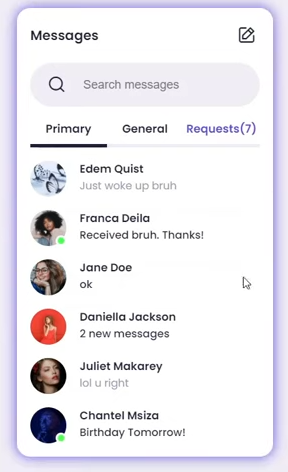 Messages
Search messages
Primary General Requests(7)
Edem Quist
Just woke up bruh
Franca Deila
Received bruh. Thanks!
Jane Doe
ok
Daniella Jackson
2 new messages
Juliet Makarey
lol u right
Chantel Msiza
Birthday Tomorrow!